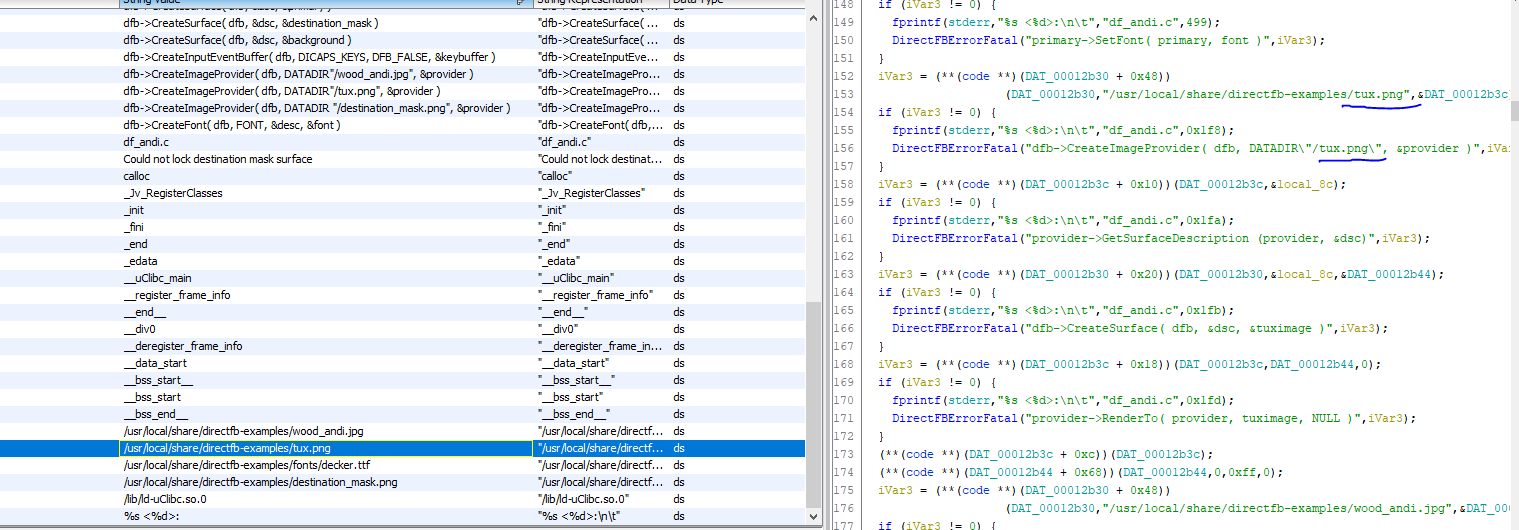 String Value String Representation Data Type
dfb->CreateSurface( dfb, &dsc, &destination_mask ) "dfb->CreateSurface( ... ds
dfb->CreateSurface( dfb, &dsc, &background ) "dfb->CreateSurface( ... ds
dfb->CreateInputEventBuffer( dfb, DICAPS_KEYS, DFB_FALSE, &keybuffer ) "dfb->CreateInputEve... ds
dfb->CreateImageProvider( dfb, DATADIR"/wood_andi.jpg", &provider ) "dfb->CreateImagePro... ds
dfb->CreateImageProvider( dfb, DATADIR"/tux.png", &provider ) "dfb->CreateImagePro... ds
dfb->CreateImageProvider( dfb, DATADIR "/destination_mask.png", &provider ) "dfb->CreateImagePro... ds
dfb->CreateFont( dfb, FONT, &desc, &font ) "dfb->CreateFont( dfb,... ds
df_andi.c "df_andi.c" ds
Could not lock destination mask surface "Could not lock destinat... ds
calloc "calloc" ds
_Jv_RegisterClasses "_Jv_RegisterClasses" ds
_init "_init" ds
_fini "_fini" ds
_end "_end" ds
_edata "_edata" ds
__uClibc_main "__uClibc_main" ds
__register_frame_info "__register_frame_info" ds
__end__ "__end__" ds
__div0 "__div0" ds
__deregister_frame_info "__deregister_frame_in... ds
__data_start "__data_start" ds
__bss_start__ "__bss_start__" ds
__bss_start "__bss_start" ds
__bss_end__ "__bss_end__" ds
/usr/local/share/directfb-examples/wood_andi.jpg "/usr/local/share/directf... ds
/usr/local/share/directfb-examples/tux.png "/usr/local/share/directf... ds
/usr/local/share/directfb-examples/fonts/decker.ttf "/usr/local/share/directf... ds
/usr/local/share/directfb-examples/destination_mask.png "/usr/local/share/directf... ds
/lib/ld-uClibc.so.0 "/lib/ld-uClibc.so.0" ds
%s <%d>: "%s <%d>:\n\t" ds
148 if (iVar3 != 0) {
149 fprintf(stderr,"%s <%d>:\n\t","df_andi.c",499);
150 DirectFBErrorFatal("primary->SetFont( primary, font )",iVar3);
151 }
152 iVar3 = (**(code **)(DAT_00012b30 + 0x48))
153 (DAT_00012b30,"/usr/local/share/directfb-examples/tux.png",&DAT_00012b3c
154 if (iVar3 != 0) {
155 fprintf(stderr,"%s <%d>:\n\t","df_andi.c",0x1f8);
156 DirectFBErrorFatal("dfb->CreateImageProvider( dfb, DATADIR\"/tux.png\", &provider )",iVa
157 }
158 iVar3 = (**(code **)(DAT_00012b3c + 0x10))(DAT_00012b3c,&local_8c);
159 if (iVar3 != 0) {
160 fprintf(stderr,"%s <%d>:\n\t","df_andi.c",0x1fa);
161 DirectFBErrorFatal("provider->GetSurfaceDescription (provider, &dsc)",iVar3);
162 }
163 iVar3 = (**(code **)(DAT_00012b30 + 0x20))(DAT_00012b30,&local_8c,&DAT_00012b44);
164 if (iVar3 != 0) {
165 fprintf(stderr,"%s <%d>:\n\t","df_andi.c",0x1fb);
166 DirectFBErrorFatal("dfb->CreateSurface( dfb, &dsc, &tuximage )",iVar3);
167 }
168 iVar3 = (**(code **)(DAT_00012b3c + 0x18))(DAT_00012b3c,DAT_00012b44,0);
169 if (iVar3 != 0) {
170 fprintf(stderr,"%s <%d>:\n\t","df_andi.c",0x1fd);
171 DirectFBErrorFatal("provider->RenderTo( provider, tuximage, NULL )",iVar3);
172 }
173 (**(code **)(DAT_00012b3c + 0xc))(DAT_00012b3c);
174 (**(code **)(DAT_00012b44 + 0x68))(DAT_00012b44,0,0xff,0);
175 iVar3 = (**(code **)(DAT_00012b30 + 0x48))
176 (DAT_00012b30,"/usr/local/share/directfb-examples/wood_andi.jpg",&DAT_00
177 if (iVar3 != 0) {